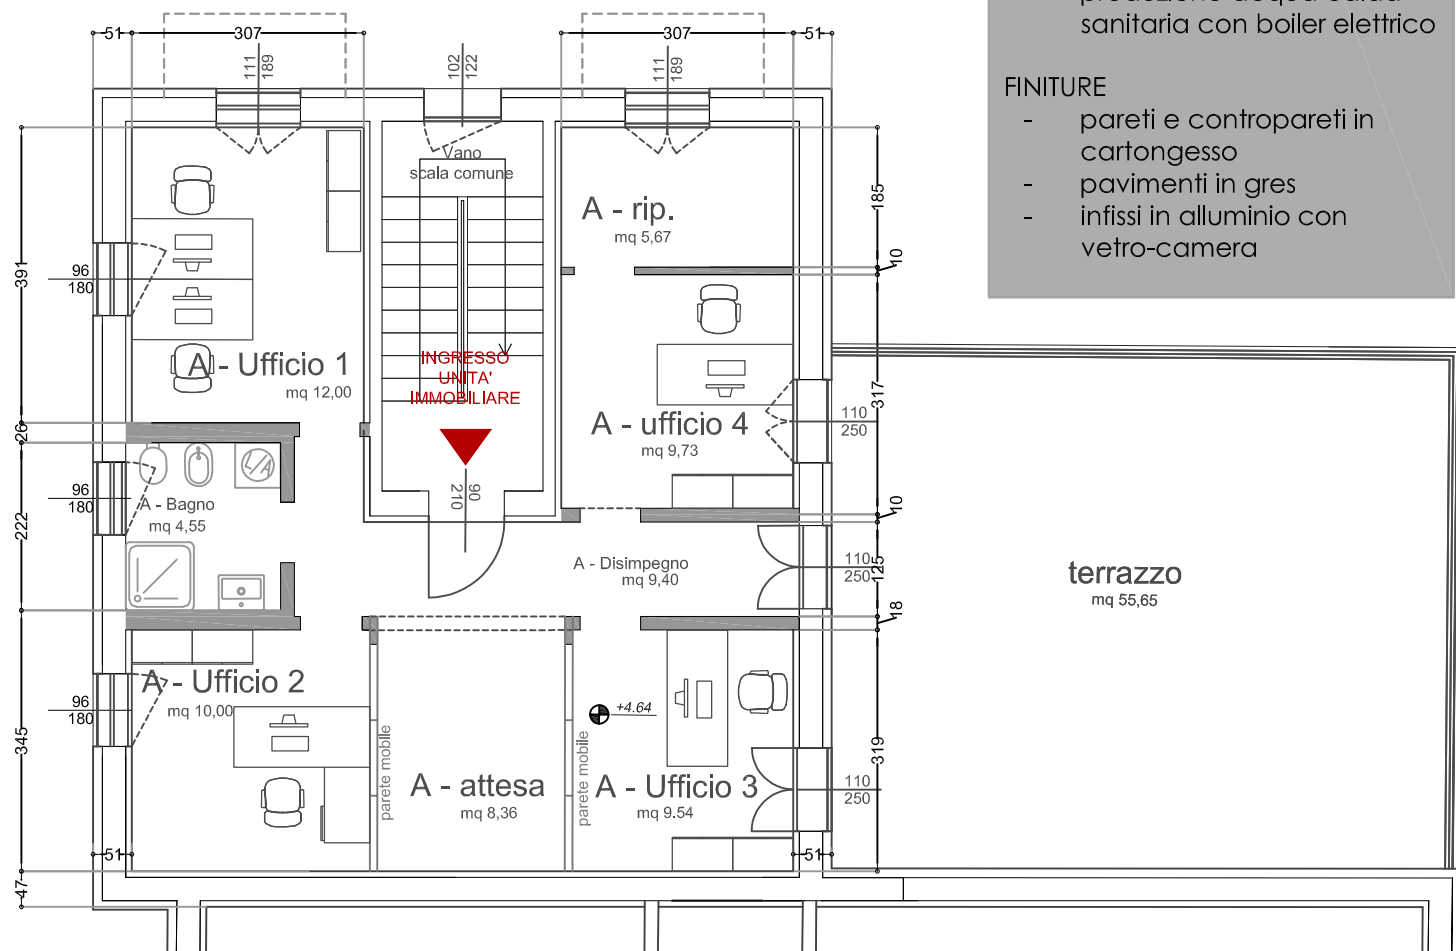 sanitaria con boiler elettrico
FINITURE
- pareti e contropareti in
cartongesso
- pavimenti in gres
- infissi in alluminio con
vetro-camera
51
307
307
51
111
189
102
122
111
189
Vano
scala comune
A - rip.
mq 5,67
185
10
391
96
180
A - Ufficio 1
mq 12,00
INGRESSO
UNITA'
IMMOBILIARE
A - ufficio 4
mq 9,73
317
110
250
26
96
180
222
A - Bagno
mq 4,55
L/A
90
210
10
A - Disimpegno
mq 9,40
110
250
125
18
terrazzo
mq 55,65
A - Ufficio 2
mq 10,00
96
180
345
parete mobile
A - attesa
mq 8,36
parete mobile
+4.64
A - Ufficio 3
mq 9.54
319
110
250
51
51
47